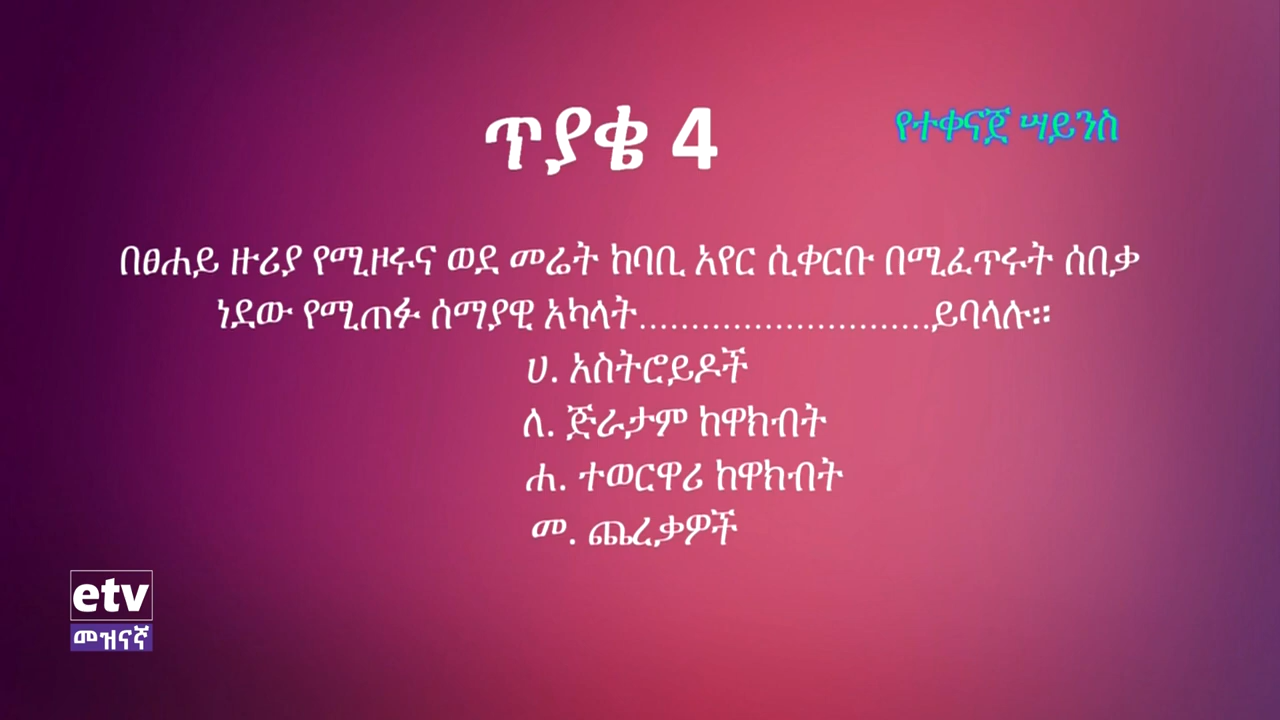 ጥያቄ 4
የተቀናጀ ሣይንስ
በፀሐይ ዙሪያ የሚዞሩና ወደ መሬት ከባቢ አየር ሲቀርቡ በሚፈጥሩት ሰበቃ
ነደው የሚጠፉ ሰማያዊ አካላት............................ይባላሉ።
ሀ. አስትሮይዶች
ለ. ጅራታም ከዋክብት
ሐ. ተወርዋሪ ከዋክብት
መ. ጨረቃዎች
etv
መዝናኛ